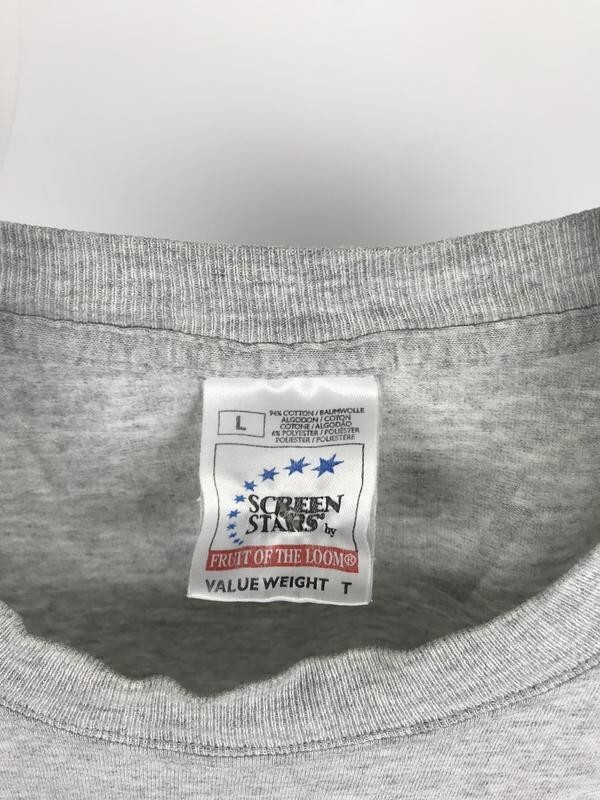 L
94% COTTON / BAUMWOLLE
ALGODON / COTON
COTONE / ALGODÃO
6% POLYESTER / POLIÉSTER
POLIESTER / POLIESTERE
SCREEN
STARS® by
FRUIT OF THE LOOM®
VALUE WEIGHT T